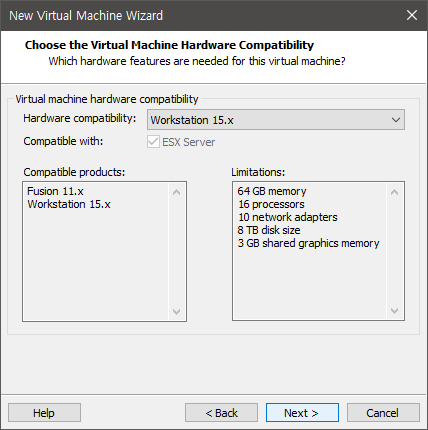 New Virtual Machine Wizard
Choose the Virtual Machine Hardware Compatibility
Which hardware features are needed for this virtual machine?
Virtual machine hardware compatibility
Hardware compatibility: Workstation 15.x
Compatible with: ESX Server
Compatible products:
Fusion 11.x
Workstation 15.x
Limitations:
64 GB memory
16 processors
10 network adapters
8 TB disk size
3 GB shared graphics memory
Help < Back Next > Cancel